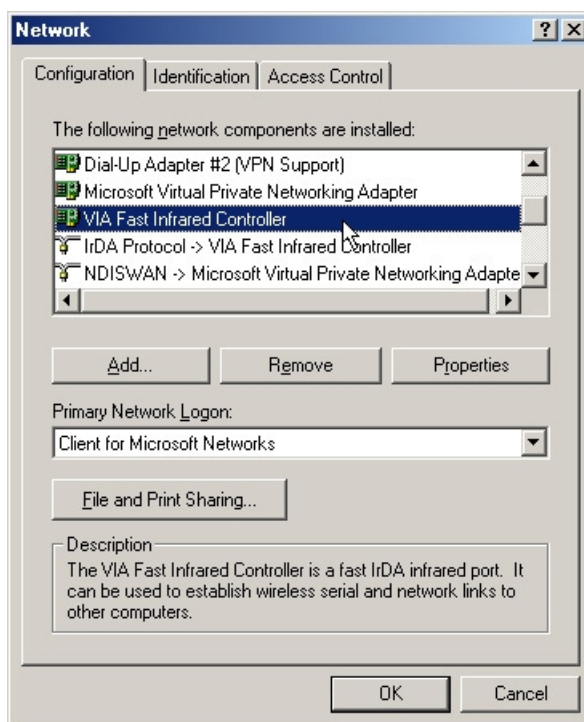 Network
Configuration Identification Access Control
The following network components are installed:
Dial-Up Adapter #2 (VPN Support)
Microsoft Virtual Private Networking Adapter
VIA Fast Infrared Controller
IrDA Protocol -> VIA Fast Infrared Controller
NDISWAN -> Microsoft Virtual Private Networking Adapte
Add... Remove Properties
Primary Network Logon:
Client for Microsoft Networks
File and Print Sharing...
Description
The VIA Fast Infrared Controller is a fast IrDA infrared port. It
can be used to establish wireless serial and network links to
other computers.
OK Cancel